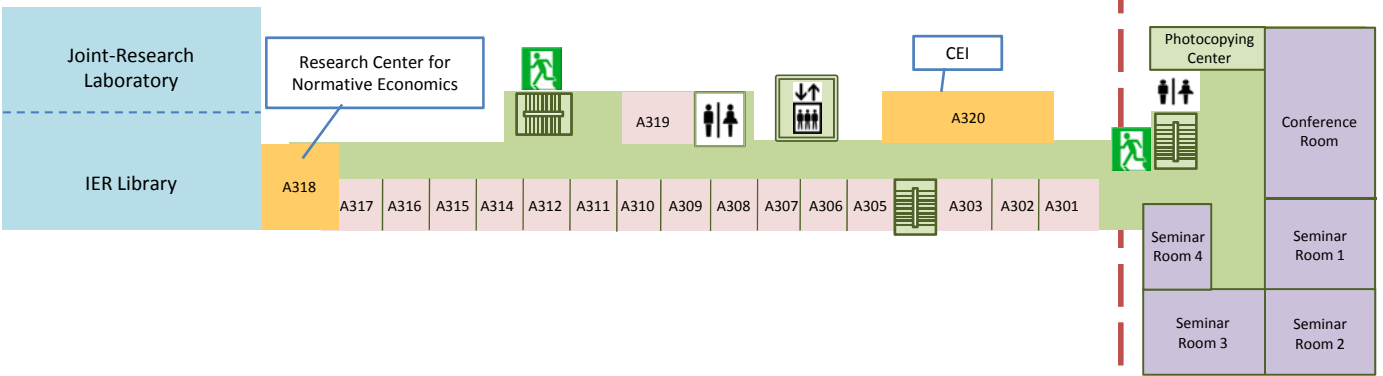 Joint-Research
Laboratory
IER Library
Research Center for
Normative Economics
CEI
Photocopying
Center
A319
A320
Conference
Room
A318
A317
A316
A315
A314
A312
A311
A310
A309
A308
A307
A306
A305
A303
A302
A301
Seminar
Room 4
Seminar
Room 1
Seminar
Room 3
Seminar
Room 2